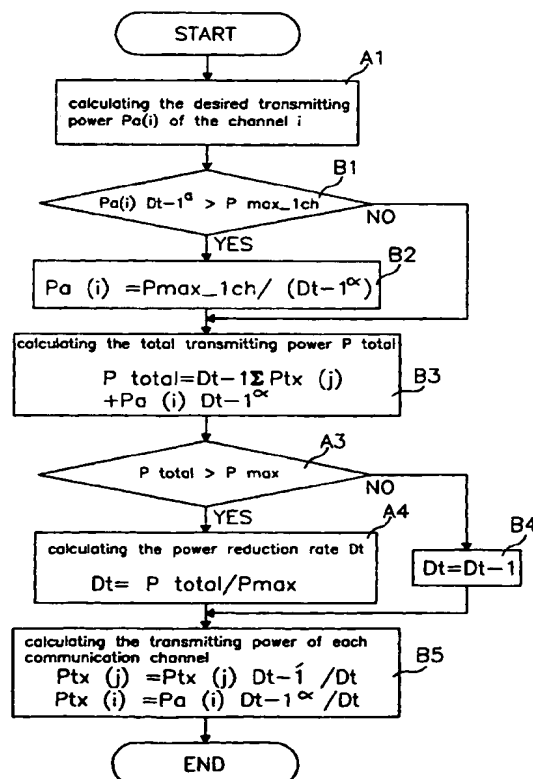 START
A1
calculating the desired transmitting
power Pa(i) of the channel i
B1
Pa(i) Dt-1^α > P max_1ch
NO
YES
B2
Pa (i) =Pmax_1ch/ (Dt-1^α)
calculating the total transmitting power P total
P total=Dt-1Σ Ptx (j)
+Pa (i) Dt-1^α
B3
A3
P total > P max
NO
YES
A4
calculating the power reduction rate Dt
Dt= P total/Pmax
B4
Dt=Dt-1
calculating the transmitting power of each
communication channel
Ptx (j) =Ptx (j) Dt-1́ /Dt
Ptx (i) =Pa (i) Dt-1^α /Dt
B5
END